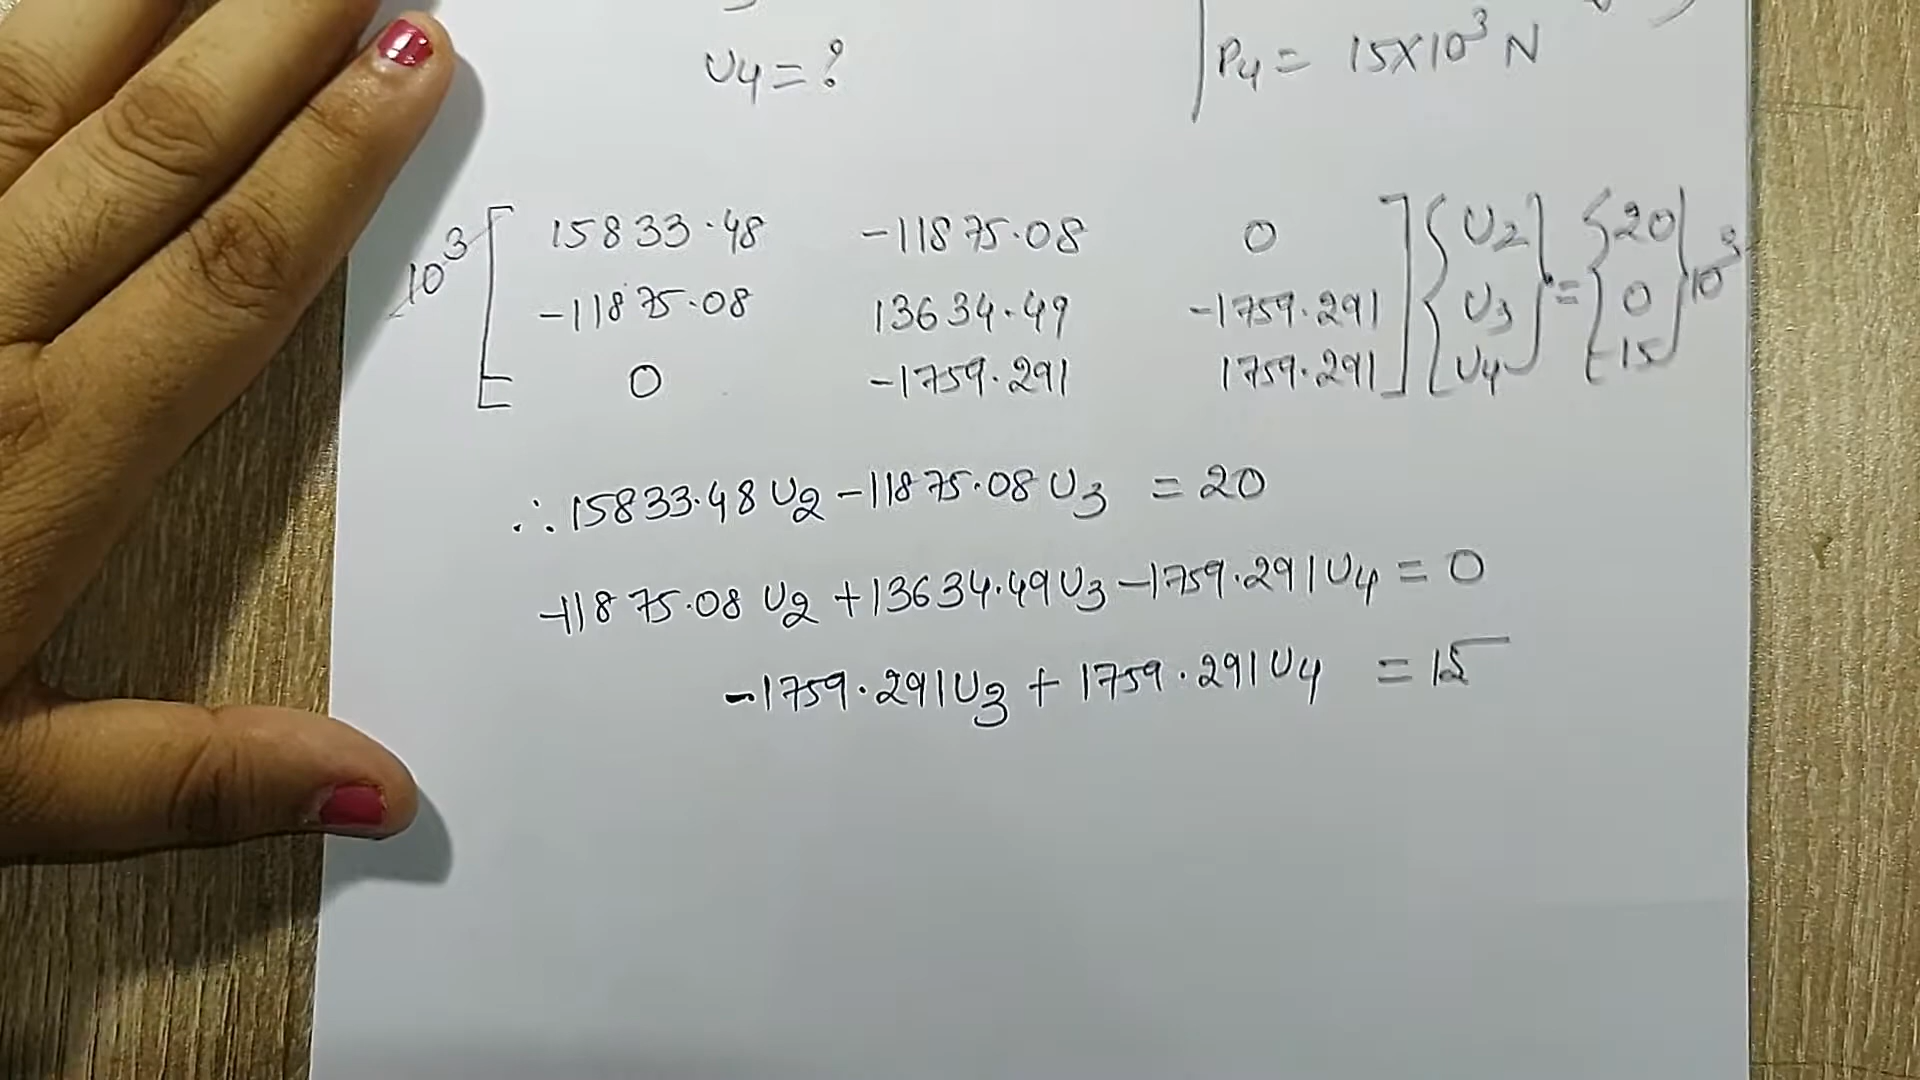 U4 = ?
P4 = 15X10³ N
10³ [ 15833.48 -11875.08 0 ] { U2 } = { 20 } 10³
-11875.08 13634.49 -1759.291 U3 0
0 -1759.291 1759.291 U4 15
∴ 15833.48 U2 - 11875.08 U3 = 20
-11875.08 U2 + 13634.49 U3 - 1759.291 U4 = 0
-1759.291 U3 + 1759.291 U4 = 15